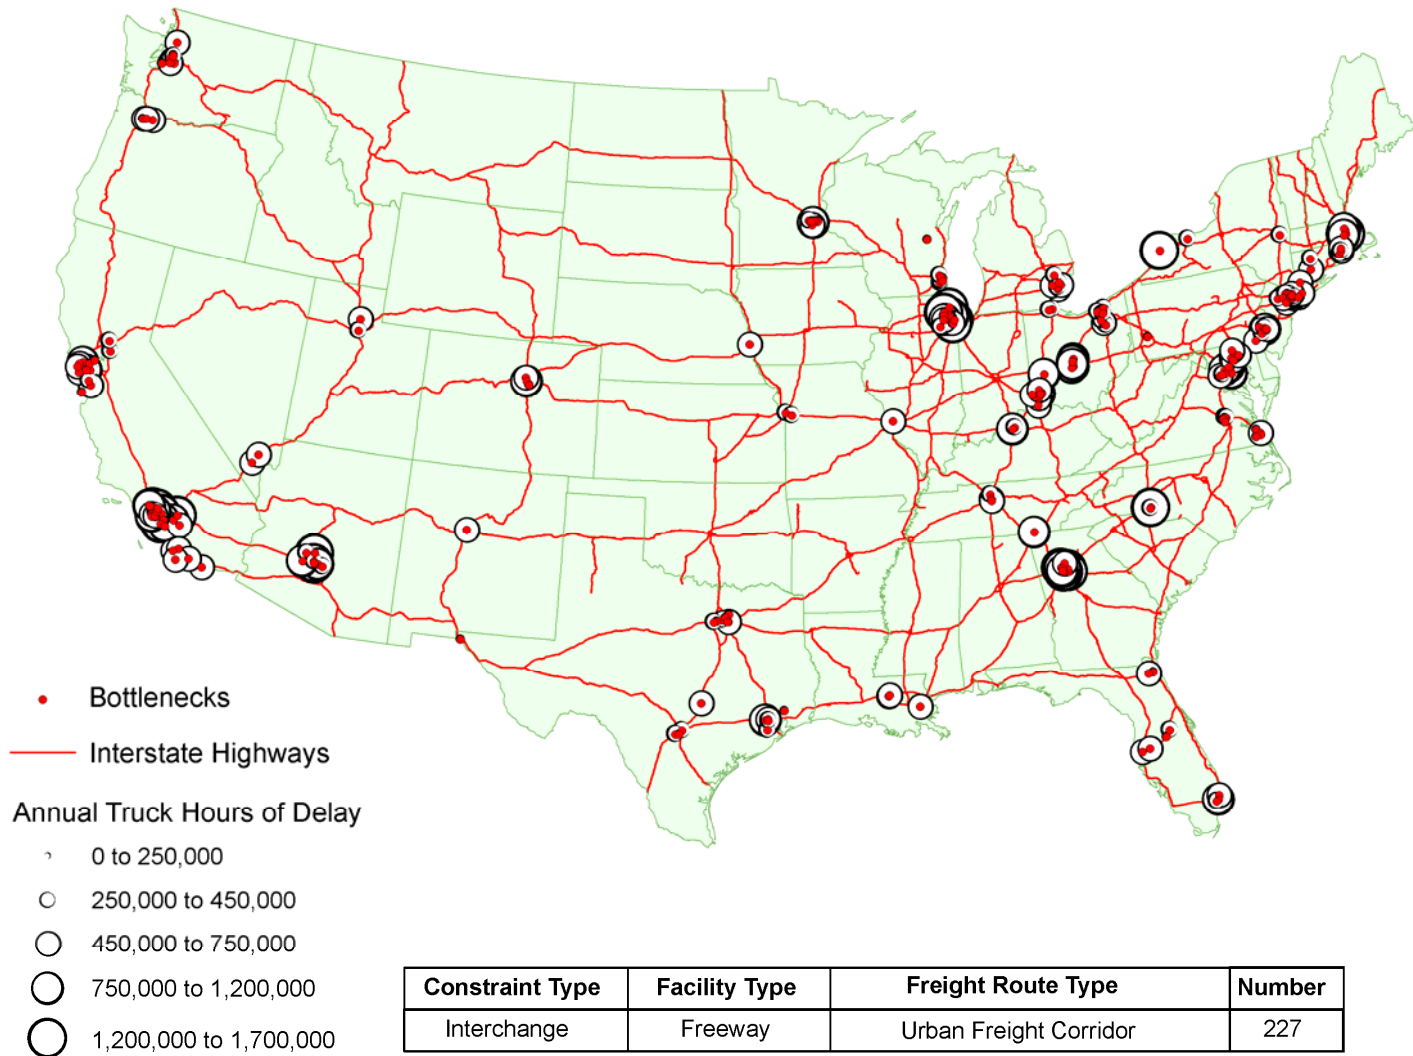 Bottlenecks
Interstate Highways
Annual Truck Hours of Delay
0 to 250,000
250,000 to 450,000
450,000 to 750,000
750,000 to 1,200,000
1,200,000 to 1,700,000
Constraint Type Facility Type Freight Route Type Number
Interchange Freeway Urban Freight Corridor 227